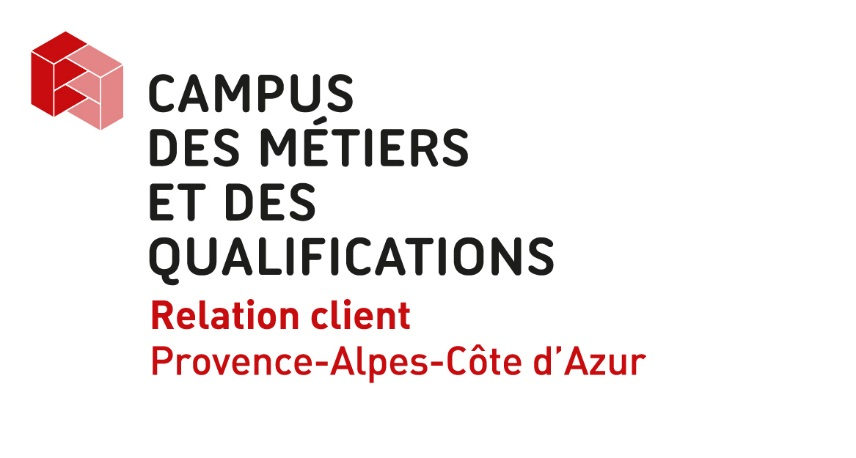 CAMPUS
DES MÉTIERS
ET DES
QUALIFICATIONS
Relation client
Provence-Alpes-Côte d’Azur